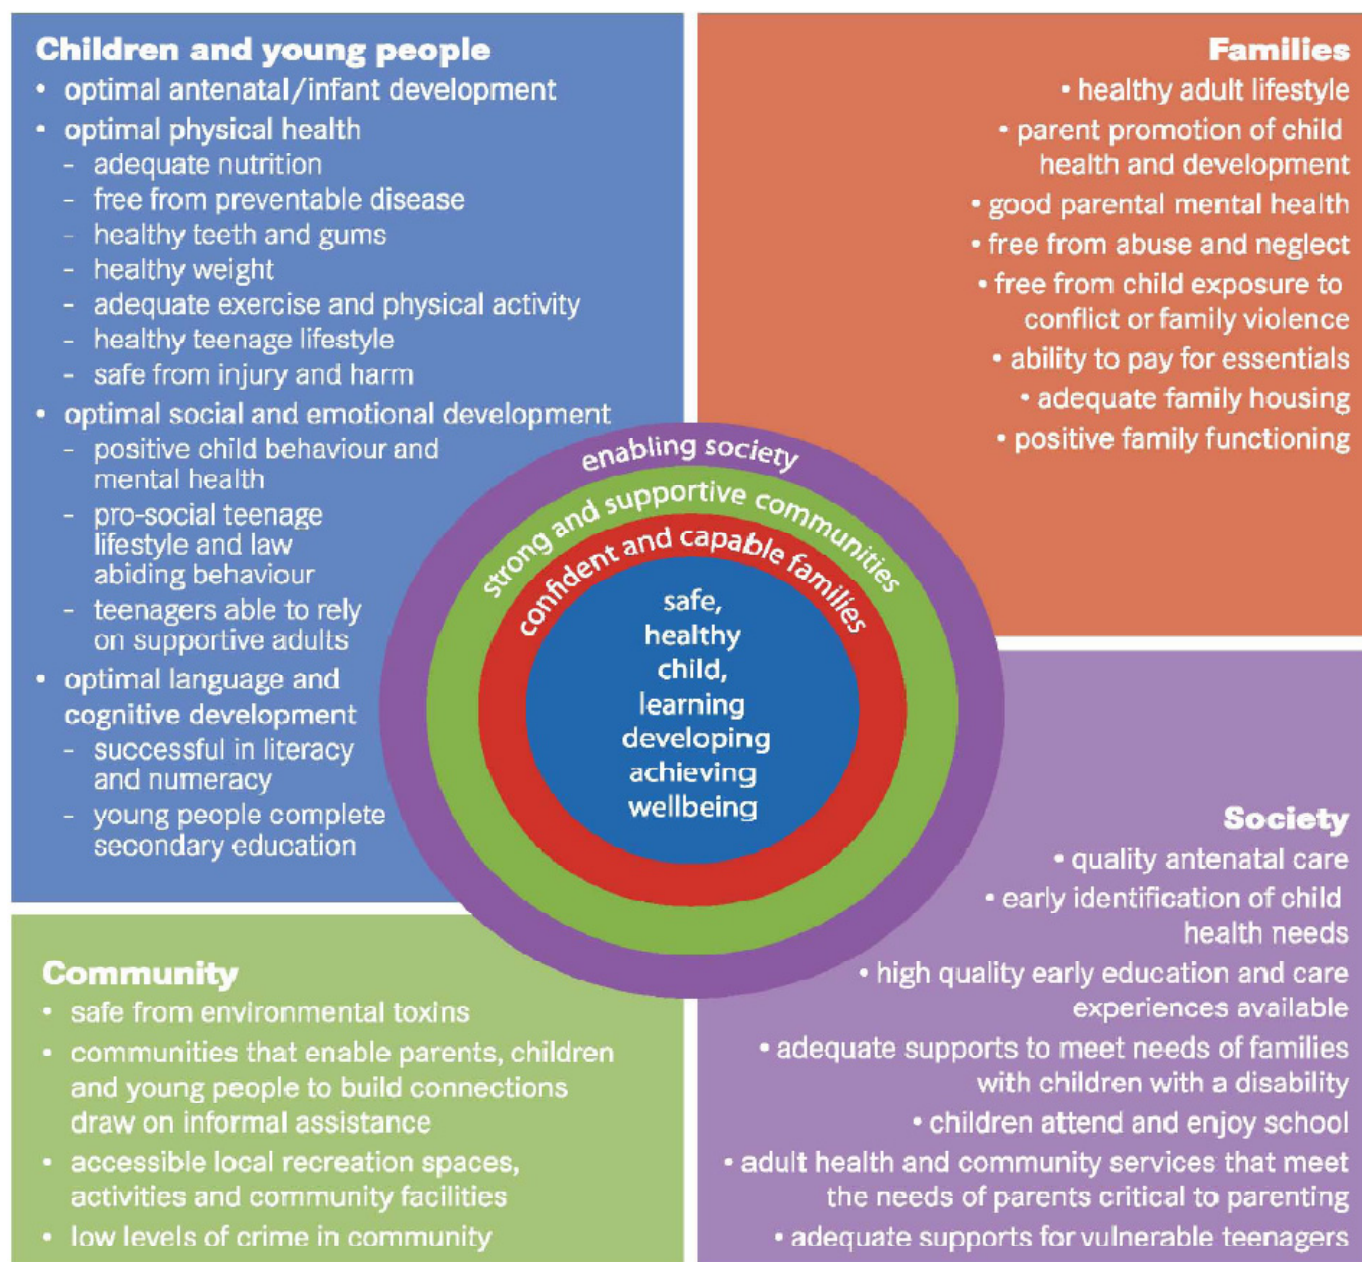 Children and young people
• optimal antenatal/infant development
• optimal physical health
- adequate nutrition
- free from preventable disease
- healthy teeth and gums
- healthy weight
- adequate exercise and physical activity
- healthy teenage lifestyle
- safe from injury and harm
• optimal social and emotional development
- positive child behaviour and
mental health
- pro-social teenage
lifestyle and law
abiding behaviour
- teenagers able to rely
on supportive adults
• optimal language and
cognitive development
- successful in literacy
and numeracy
- young people complete
secondary education
Families
• healthy adult lifestyle
• parent promotion of child
health and development
• good parental mental health
• free from abuse and neglect
• free from child exposure to
conflict or family violence
• ability to pay for essentials
• adequate family housing
• positive family functioning
enabling society
strong and supportive communities
confident and capable families
safe,
healthy
child,
learning
developing
achieving
wellbeing
Community
• safe from environmental toxins
• communities that enable parents, children
and young people to build connections
draw on informal assistance
• accessible local recreation spaces,
activities and community facilities
• low levels of crime in community
Society
• quality antenatal care
• early identification of child
health needs
• high quality early education and care
experiences available
• adequate supports to meet needs of families
with children with a disability
• children attend and enjoy school
• adult health and community services that meet
the needs of parents critical to parenting
• adequate supports for vulnerable teenagers